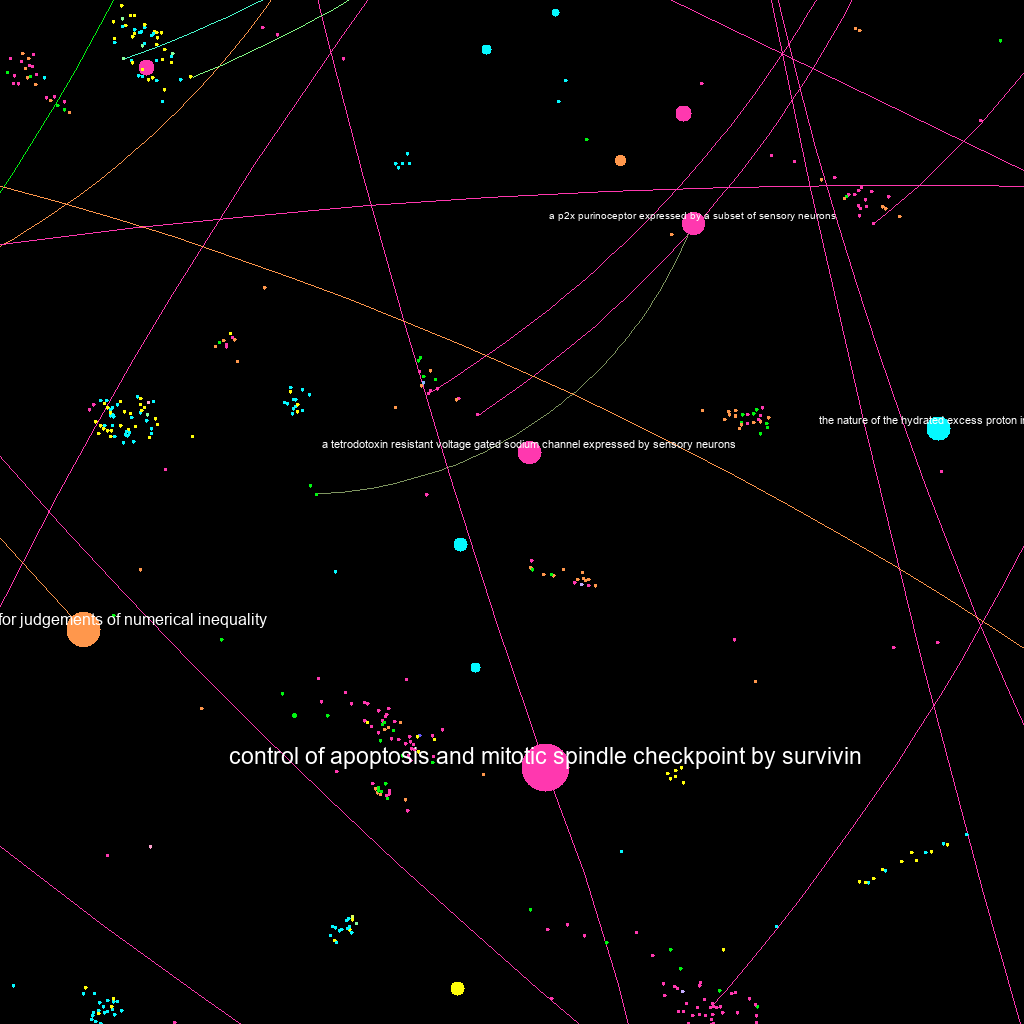 a p2x purinoceptor expressed by a subset of sensory neurons
the nature of the hydrated excess proton
a tetrodotoxin resistant voltage gated sodium channel expressed by sensory neurons
for judgements of numerical inequality
control of apoptosis and mitotic spindle checkpoint by survivin